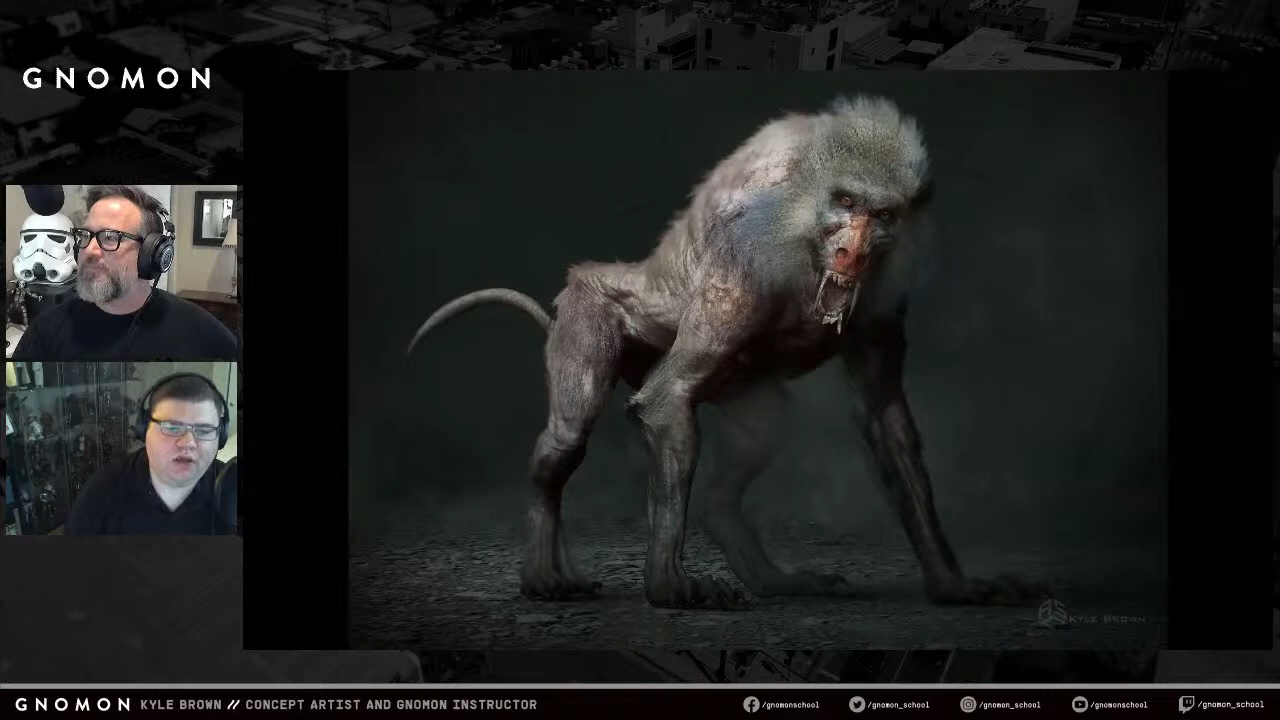 GNOMON
KYLE BROWN
GNOMON KYLE BROWN // CONCEPT ARTIST AND GNOMON INSTRUCTOR
/gnomonschool
/gnomon_school
/gnomon_school
/gnomonschool
/gnomon_school